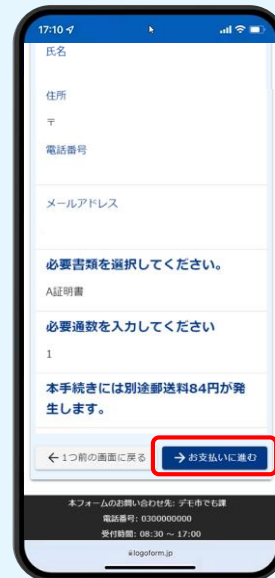 17:10
氏名
住所
〒
電話番号
メールアドレス
必要書類を選択してください。
A証明書
必要通数を入力してください
1
本手続きには別途郵送料84円が発
生します。
← 1つ前の画面に戻る
→ お支払いに進む
本フォームのお問い合わせ先: デモ市でも課
電話番号: 0300000000
受付時間: 08:30 ～ 17:00
logoform.jp